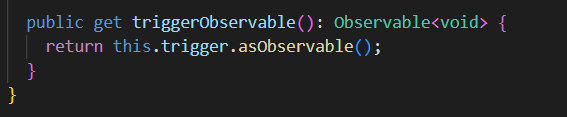 public get triggerObservable(): Observable<void> {
return this.trigger.asObservable();
}
}